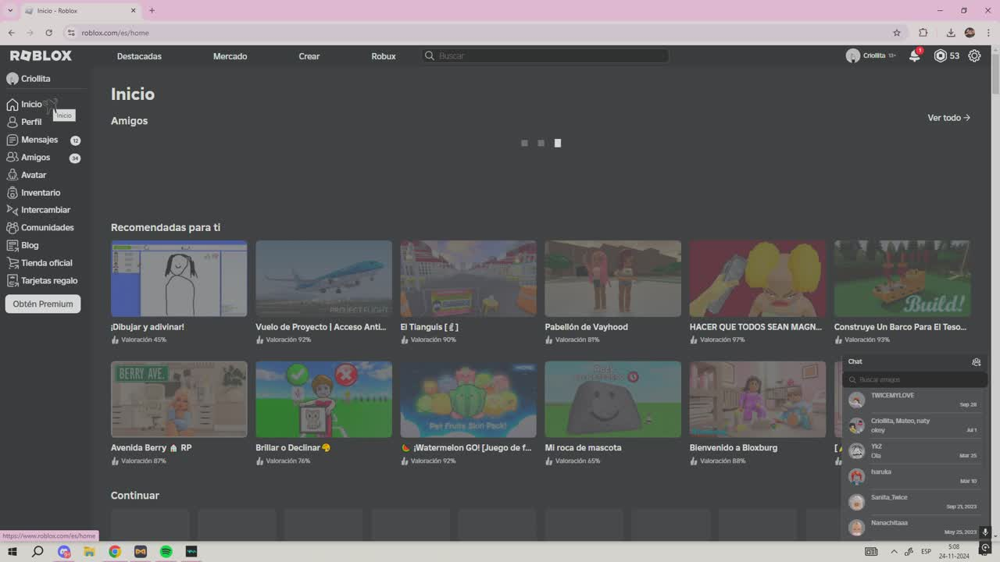 Inicio - Roblox
roblox.com/es/home
ROBLOX
Destacadas
Mercado
Crear
Robux
Buscar
Criollita 13+
1
53
Criollita
Inicio
Inicio
Perfil
Mensajes 12
Amigos 34
Avatar
Inventario
Intercambiar
Comunidades
Blog
Tienda oficial
Tarjetas regalo
Obtén Premium
Inicio
Amigos
Ver todo →
Recomendadas para ti
PROJECT FLIGHT
Build!
¡Dibujar y adivinar!
Valoración 45%
Vuelo de Proyecto | Acceso Anti...
Valoración 92%
El Tianguis [✌]
Valoración 90%
Pabellón de Vayhood
Valoración 81%
HACER QUE TODOS SEAN MAGN...
Valoración 97%
Construye Un Barco Para El Teso...
Valoración 93%
BERRY AVE.
Pet Fruits Skin Pack!
Avenida Berry 🏠 RP
Valoración 87%
Brillar o Declinar
Valoración 76%
🍉 ¡Watermelon GO! [Juego de f...
Valoración 92%
Mi roca de mascota
Valoración 65%
Bienvenido a Bloxburg
Valoración 88%
Continuar
Chat
Buscar amigos
TWICEMYLOVE
Sep 28
Criollita, Mateo, naty
okey Jul 1
YkZ
Ola Mar 25
haruka
Mar 10
Sanita_Twice
Sep 21, 2023
Nanachitaaa
May 25, 2023
https://www.roblox.com/es/home
ESP
5:08
24-11-2024